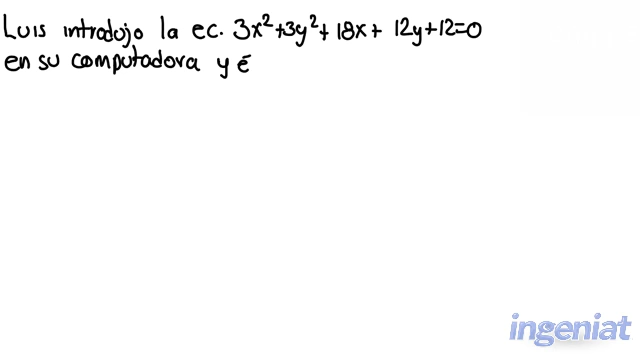 Luis introdujo la ec. 3x²+3y²+18x+12y+12=0
en su computadora y é
ingeniat